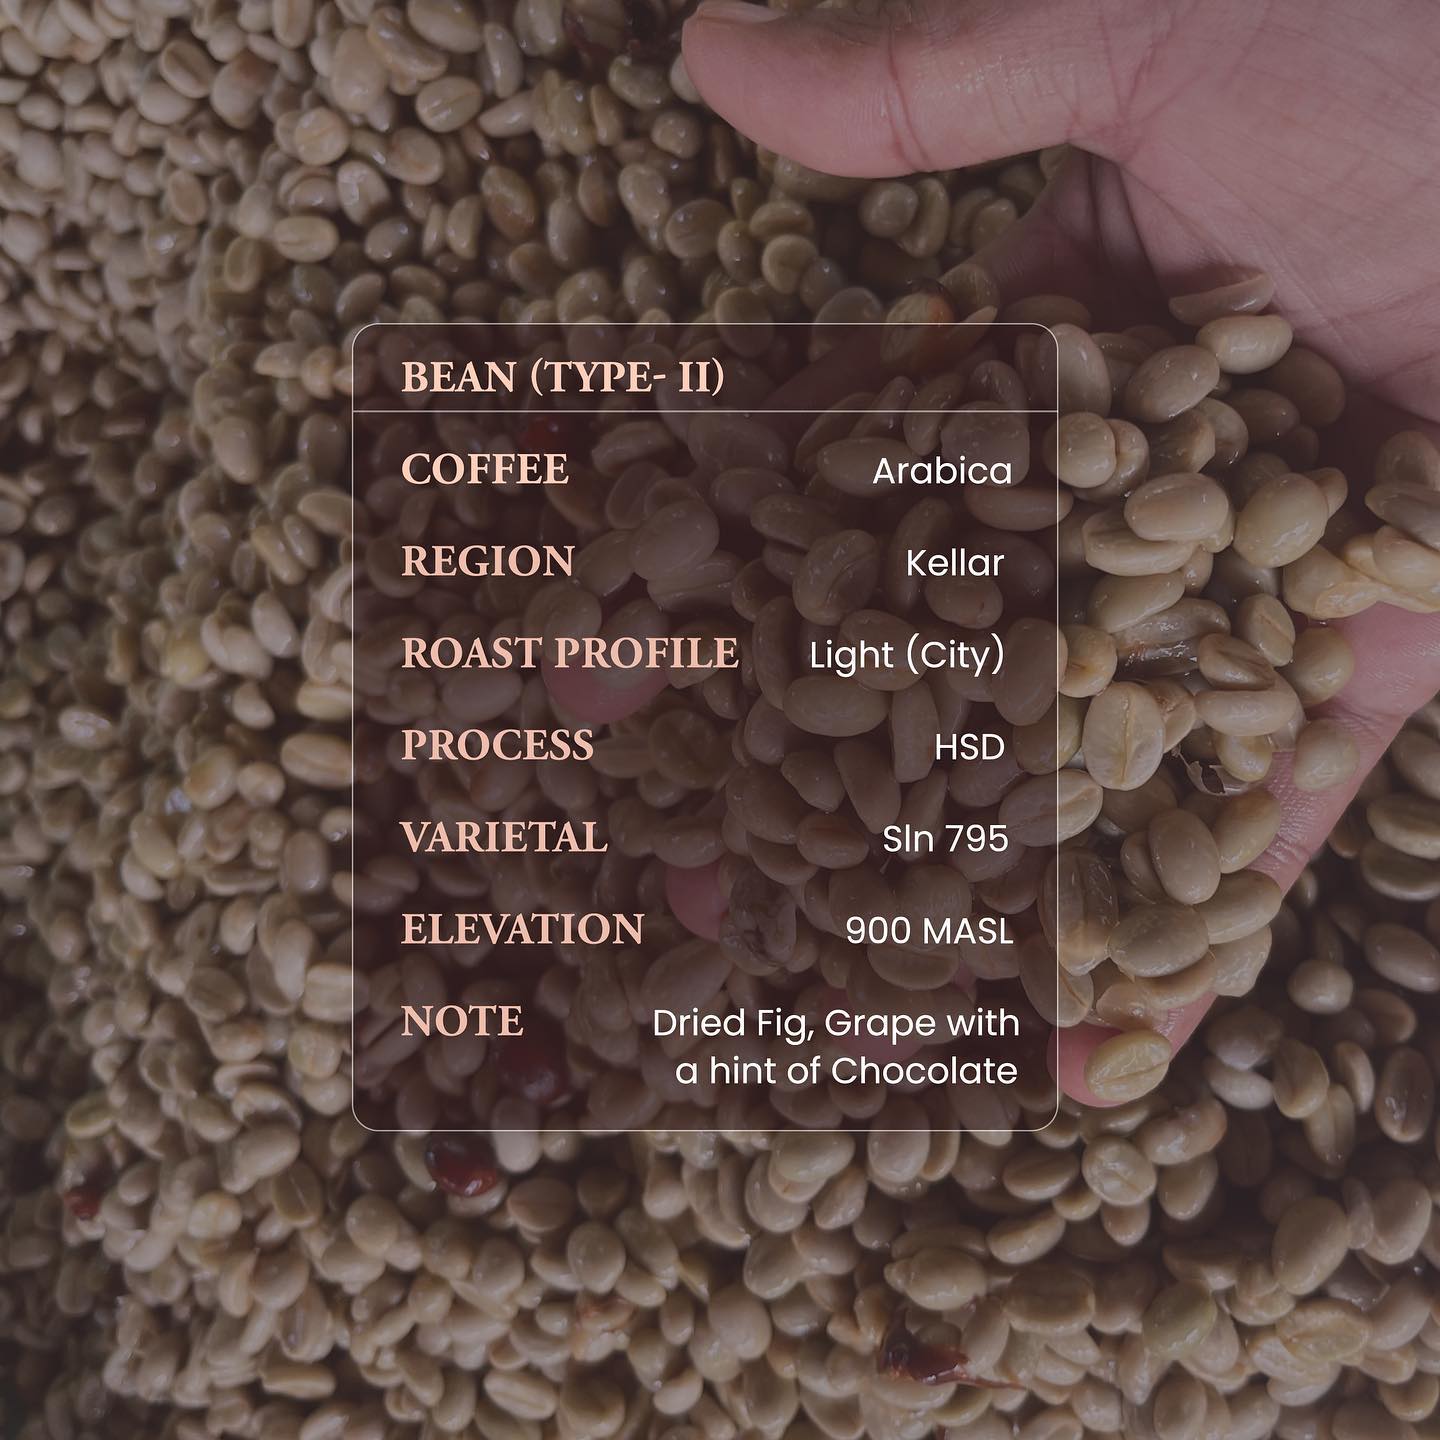 BEAN (TYPE- II)
COFFEE Arabica
REGION Kellar
ROAST PROFILE Light (City)
PROCESS HSD
VARIETAL Sln 795
ELEVATION 900 MASL
NOTE Dried Fig, Grape with
a hint of Chocolate